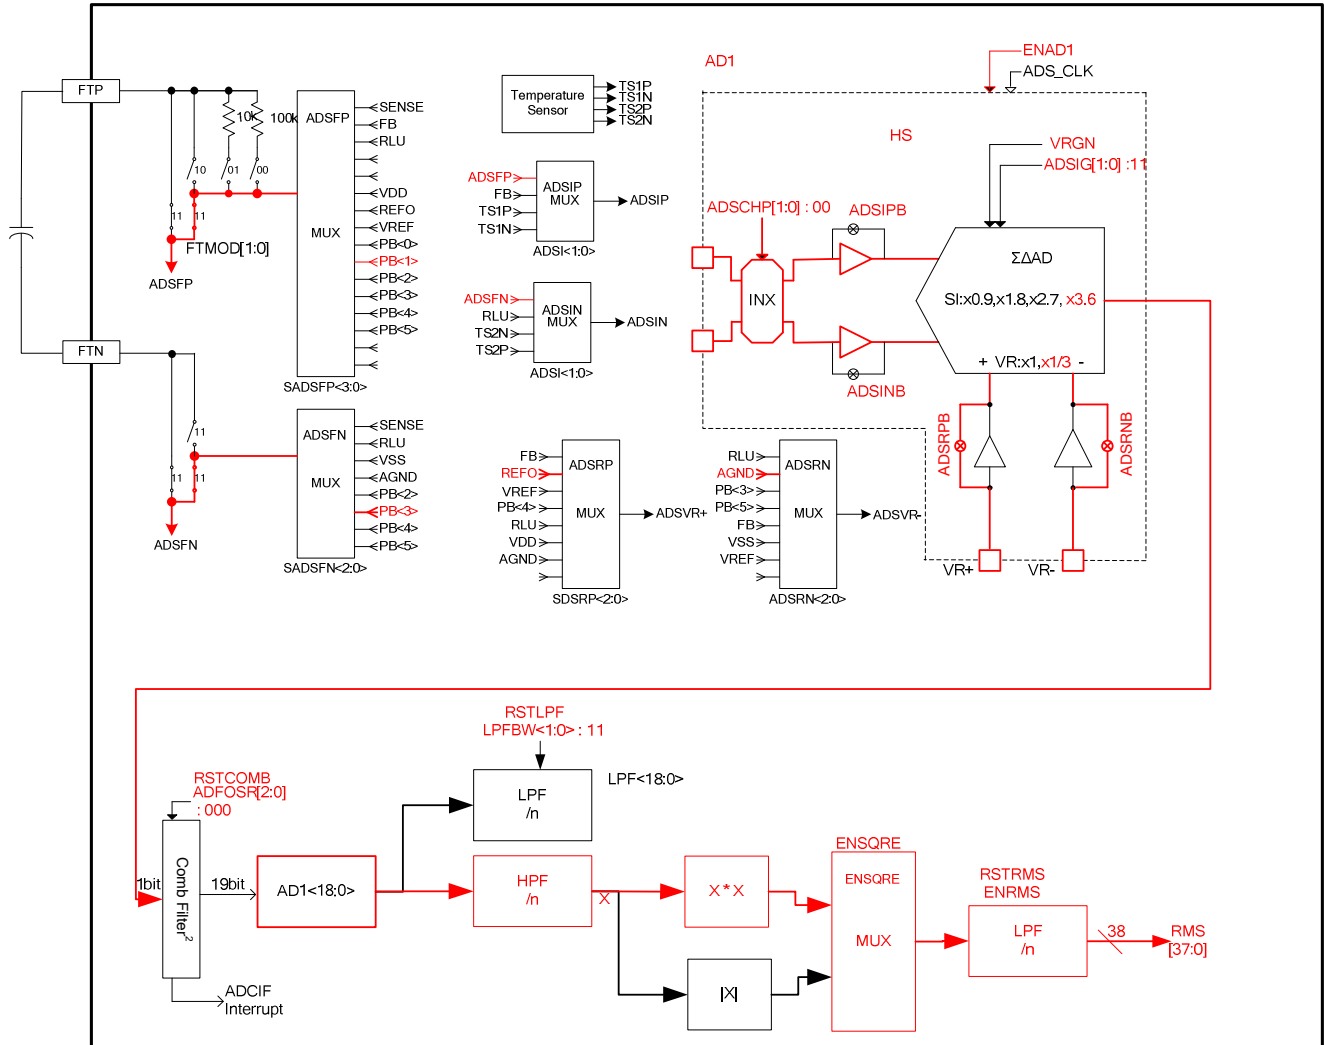 FTP
10k
100k
10
01
00
11
11
FTMOD[1:0]
ADSFP
ADSFP
MUX
SENSE
FB
RLU
VDD
REFO
VREF
PB<0>
PB<1>
PB<2>
PB<3>
PB<4>
PB<5>
SADSFP<3:0>
FTN
11
11
11
ADSFN
ADSFN
MUX
SENSE
RLU
VSS
AGND
PB<2>
PB<3>
PB<4>
PB<5>
SADSFN<2:0>
Temperature
Sensor
TS1P
TS1N
TS2P
TS2N
ADSFP
FB
TS1P
TS1N
ADSIP
MUX
ADSIP
ADSI<1:0>
ADSFN
RLU
TS2N
TS2P
ADSIN
MUX
ADSIN
ADSI<1:0>
FB
REFO
VREF
PB<4>
RLU
VDD
AGND
ADSRP
MUX
ADSVR+
SDSRP<2:0>
RLU
AGND
PB<3>
PB<5>
FB
VSS
VREF
ADSRN
MUX
ADSVR-
ADSRN<2:0>
AD1
ENAD1
ADS_CLK
HS
VRGN
ADSIG[1:0] :11
ADSCHP[1:0] : 00
ADSIPB
INX
ADSINB
ΣΔAD
SI:x0.9,x1.8,x2.7, x3.6
+ VR:x1,x1/3 -
ADSRPB
ADSRNB
VR+
VR-
RSTLPF
LPFBW<1:0> : 11
LPF<18:0>
LPF
/n
RSTCOMB
ADFOSR[2:0]
: 000
1bit
Comb Filter²
19bit
AD1<18:0>
HPF
/n
X
X*X
|X|
ENSQRE
ENSQRE
MUX
RSTRMS
ENRMS
LPF
/n
38
RMS
[37:0]
ADCIF
Interrupt